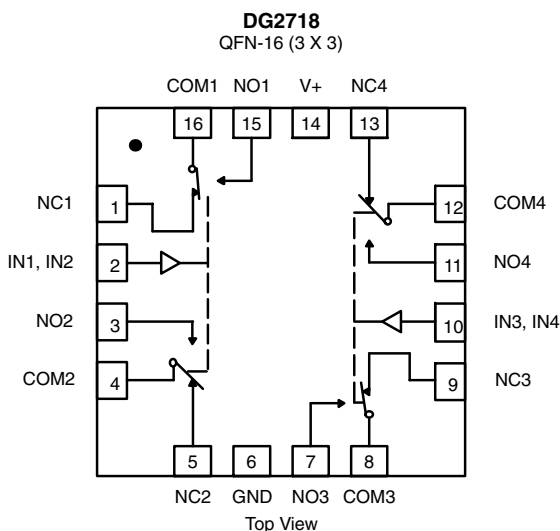 DG2718
QFN-16 (3 X 3)
COM1 NO1 V+ NC4
16 15 14 13
NC1 1 12 COM4
IN1, IN2 2 11 NO4
NO2 3 10 IN3, IN4
COM2 4 9 NC3
5 6 7 8
NC2 GND NO3 COM3
Top View